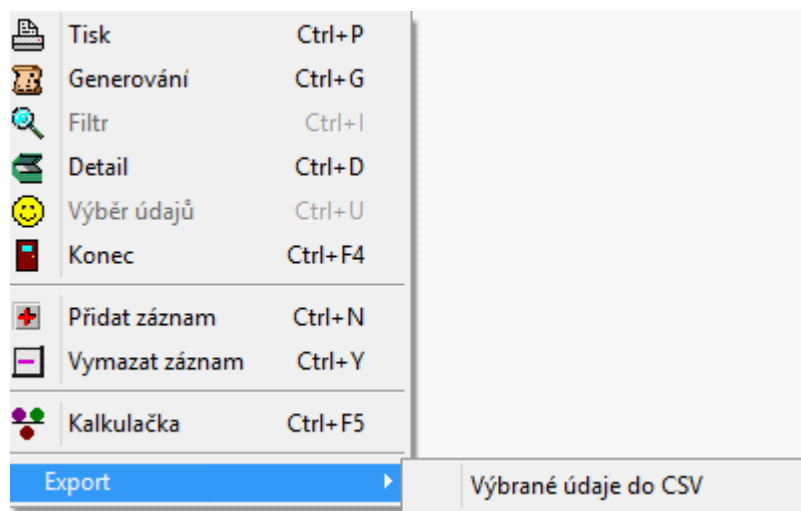 Tisk Ctrl+P
Generování Ctrl+G
Filtr Ctrl+I
Detail Ctrl+D
Výběr údajů Ctrl+U
Konec Ctrl+F4
Přidat záznam Ctrl+N
Vymazat záznam Ctrl+Y
Kalkulačka Ctrl+F5
Export Výbrané údaje do CSV